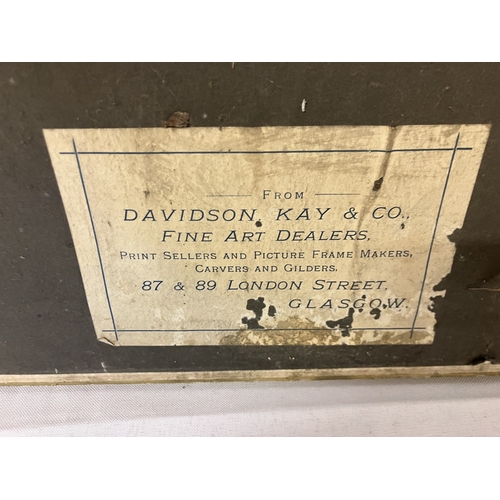 FROM
DAVIDSON, KAY & CO.,
FINE ART DEALERS,
PRINT SELLERS AND PICTURE FRAME MAKERS,
CARVERS AND GILDERS,
87 & 89 LONDON STREET,
GLASGOW.